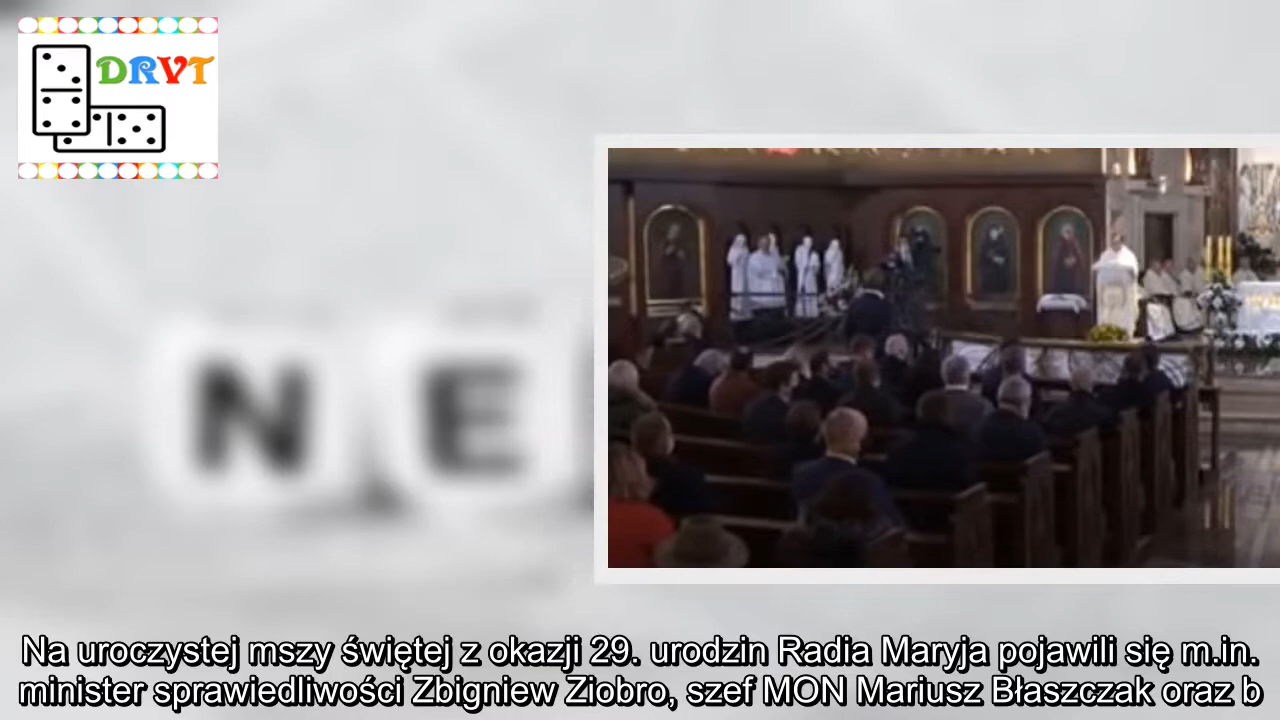 DRVT
N E
Na uroczystej mszy świętej z okazji 29. urodzin Radia Maryja pojawili się m.in.
minister sprawiedliwości Zbigniew Ziobro, szef MON Mariusz Błaszczak oraz b